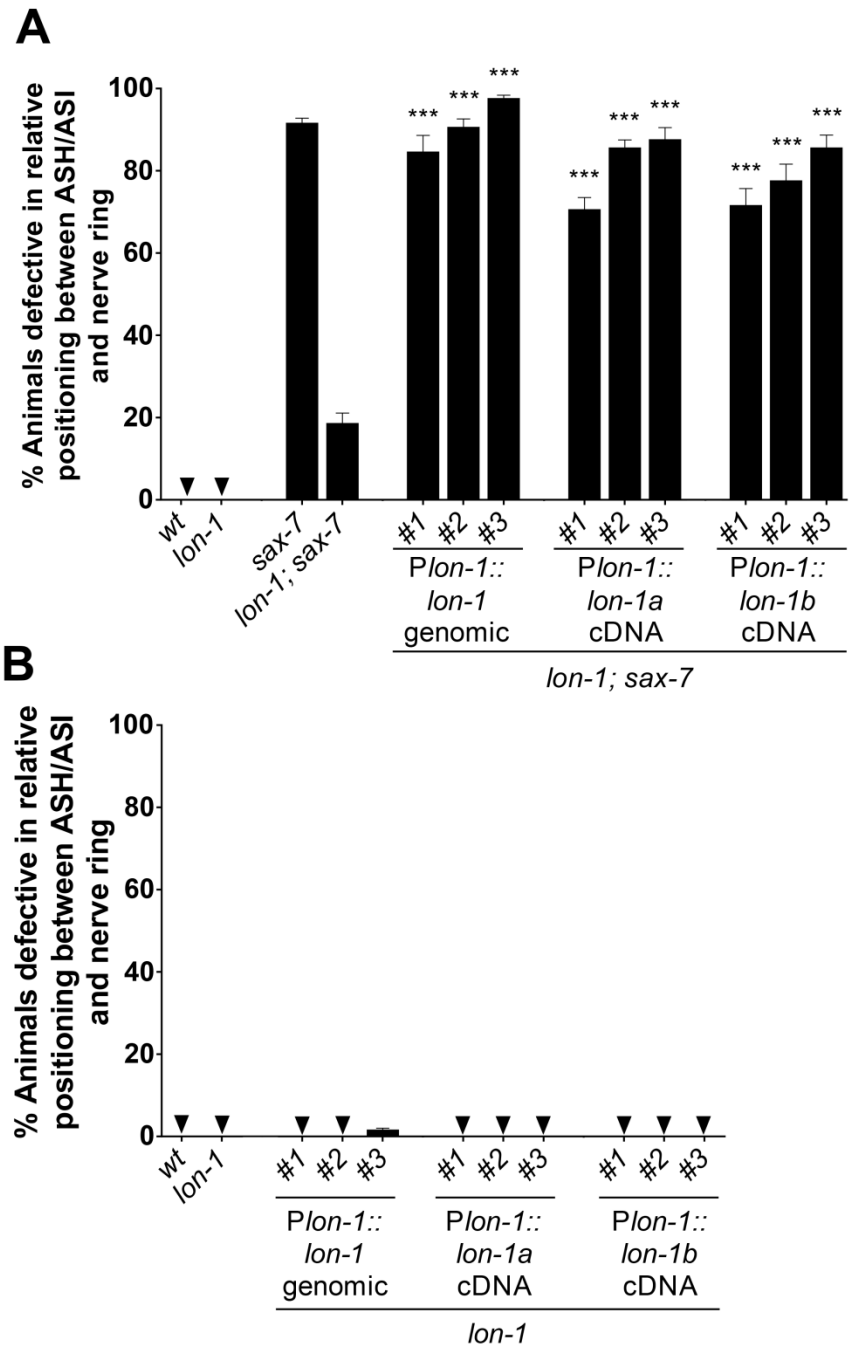 A
% Animals defective in relative
positioning between ASH/ASI
and nerve ring
100
80
60
40
20
0
*** *** *** *** *** *** *** *** ***
wt lon-1 sax-7 lon-1; sax-7 #1 #2 #3 #1 #2 #3 #1 #2 #3
Plon-1:: Plon-1:: Plon-1::
lon-1 lon-1a lon-1b
genomic cDNA cDNA
lon-1; sax-7
B
% Animals defective in relative
positioning between ASH/ASI
and nerve ring
100
80
60
40
20
0
wt lon-1 #1 #2 #3 #1 #2 #3 #1 #2 #3
Plon-1:: Plon-1:: Plon-1::
lon-1 lon-1a lon-1b
genomic cDNA cDNA
lon-1